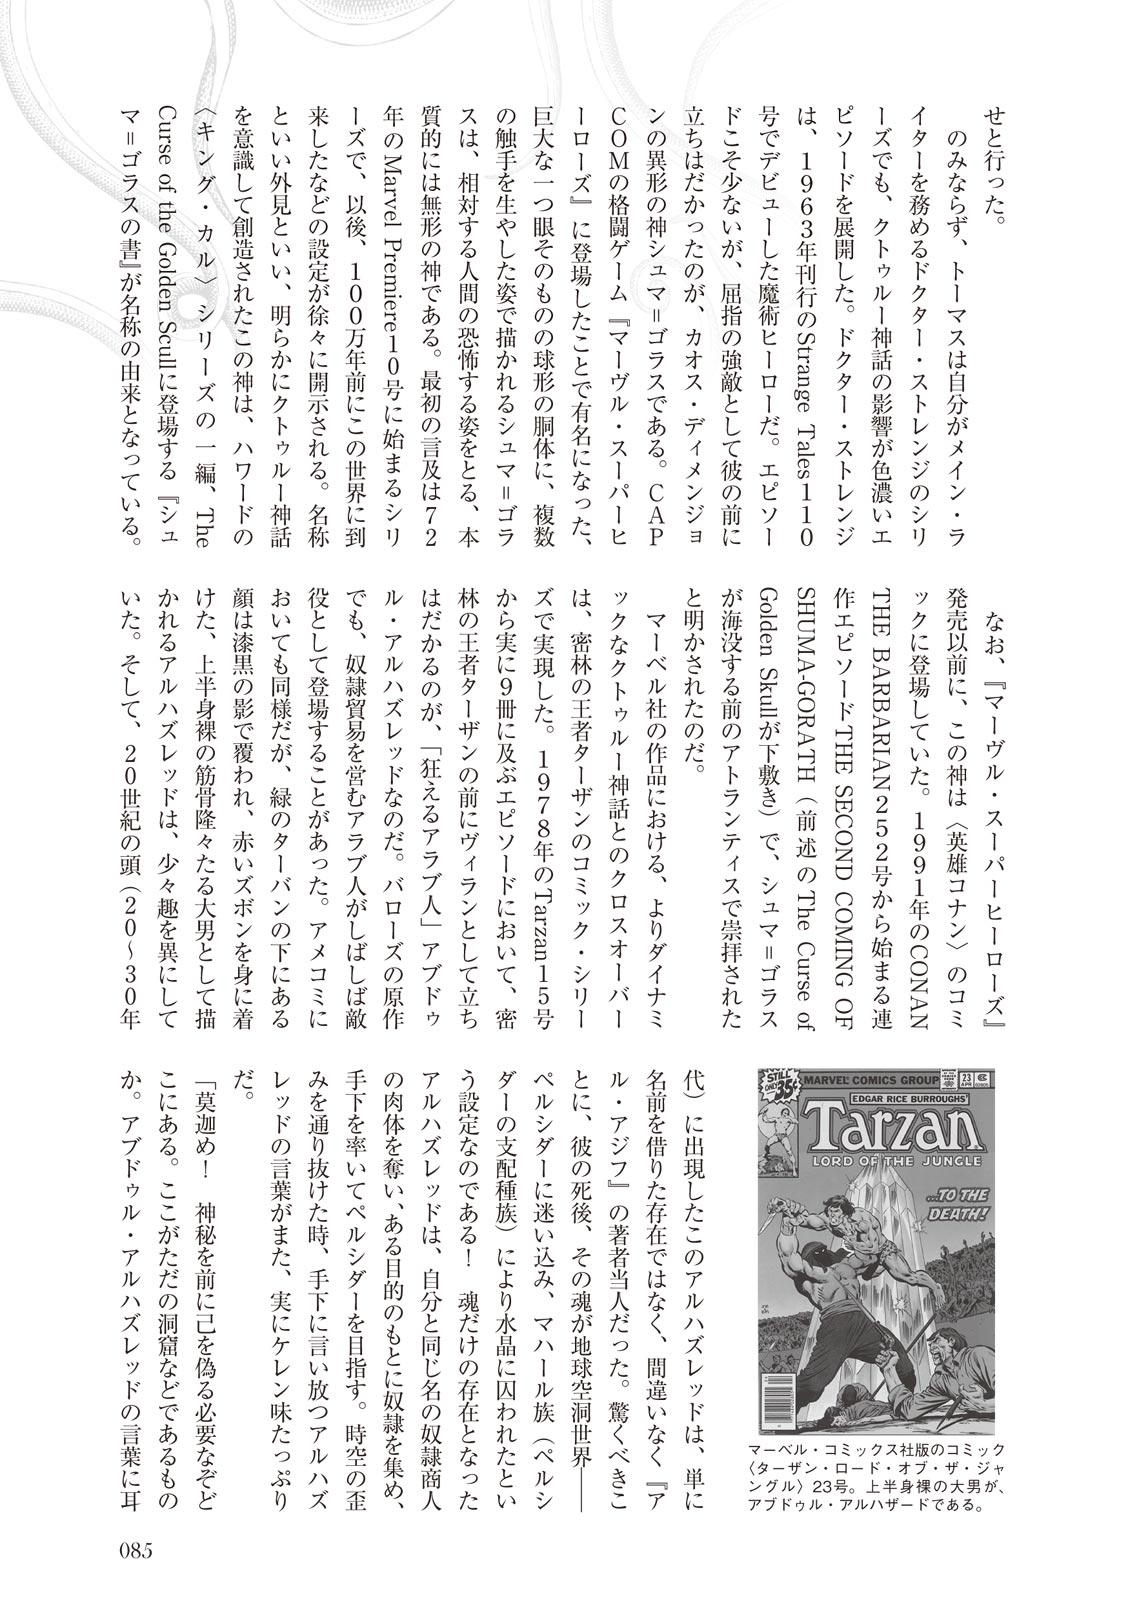 せと行った。
　のみならず、トーマスは自分がメイン・ラ
イターを務めるドクター・ストレンジのシリ
ーズでも、クトゥルー神話の影響が色濃いエ
ピソードを展開した。ドクター・ストレンジ
は、1963年刊行のStrange Tales110
号でデビューした魔術ヒーローだ。エピソー
ドこそ少ないが、屈指の強敵として彼の前に
立ちはだかったのが、カオス・ディメンジョ
ンの異形の神シュマ＝ゴラスである。CAP
COMの格闘ゲーム『マーヴル・スーパーヒ
ーローズ』に登場したことで有名になった、
巨大な一つ眼そのものの球形の胴体に、複数
の触手を生やした姿で描かれるシュマ＝ゴラ
スは、相対する人間の恐怖する姿をとる、本
質的には無形の神である。最初の言及は72
年のMarvel Premiere10号に始まるシリ
ーズで、以後、100万年前にこの世界に到
来したなどの設定が徐々に開示される。名称
といい外見といい、明らかにクトゥルー神話
を意識して創造されたこの神は、ハワードの
〈キング・カル〉シリーズの一編、The
Curse of the Golden Scullに登場する『シュ
マ＝ゴラスの書』が名称の由来となっている。
　なお、『マーヴル・スーパーヒーローズ』
発売以前に、この神は〈英雄コナン〉のコミ
ックに登場していた。1991年のCONAN
THE BARBARIAN252号から始まる連
作エピソードTHE SECOND COMING OF
SHUMA-GORATH（前述のThe Curse of
Golden Skullが下敷き）で、シュマ＝ゴラス
が海没する前のアトランティスで崇拝された
と明かされたのだ。
　マーベル社の作品における、よりダイナミ
ックなクトゥルー神話とのクロスオーバー
は、密林の王者ターザンのコミック・シリー
ズで実現した。1978年のTarzan15号
から実に9冊に及ぶエピソードにおいて、密
林の王者ターザンの前にヴィランとして立ち
はだかるのが、「狂えるアラブ人」アブドゥ
ル・アルハズレッドなのだ。バローズの原作
でも、奴隷貿易を営むアラブ人がしばしば敵
役として登場することがあった。アメコミに
おいても同様だが、緑のターバンの下にある
顔は漆黒の影で覆われ、赤いズボンを身に着
けた、上半身裸の筋骨隆々たる大男として描
かれるアルハズレッドは、少々趣を異にして
いた。そして、20世紀の頭（20～30年
代）に出現したこのアルハズレッドは、単に
名前を借りた存在ではなく、間違いなく『ア
ル・アジフ』の著者当人だった。驚くべきこ
とに、彼の死後、その魂が地球空洞世界――
ペルシダーに迷い込み、マハール族（ペルシ
ダーの支配種族）により水晶に囚われたとい
う設定なのである！　魂だけの存在となった
アルハズレッドは、自分と同じ名の奴隷商人
の肉体を奪い、ある目的のもとに奴隷を集め、
手下を率いてペルシダーを目指す。時空の歪
みを通り抜けた時、手下に言い放つアルハズ
レッドの言葉がまた、実にケレン味たっぷり
だ。
「莫迦め！　神秘を前に己を偽る必要なぞど
こにある。ここがただの洞窟などであるもの
か。アブドゥル・アルハズレッドの言葉に耳
STILL ONLY 35¢
MARVEL COMICS GROUP
23 APR
EDGAR RICE BURROUGHS'
Tarzan
LORD OF THE JUNGLE
...TO THE
DEATH!
マーベル・コミックス社版のコミック
〈ターザン・ロード・オブ・ザ・ジャ
ングル〉23号。上半身裸の大男が、
アブドゥル・アルハザードである。
085